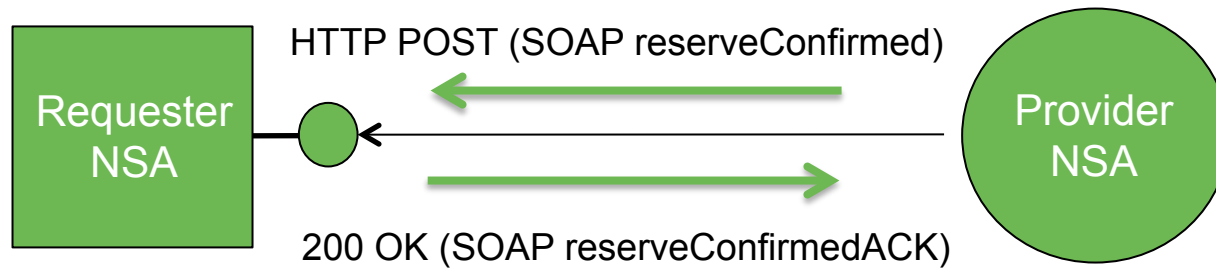 HTTP POST (SOAP reserveConfirmed)
Requester
NSA
Provider
NSA
200 OK (SOAP reserveConfirmedACK)